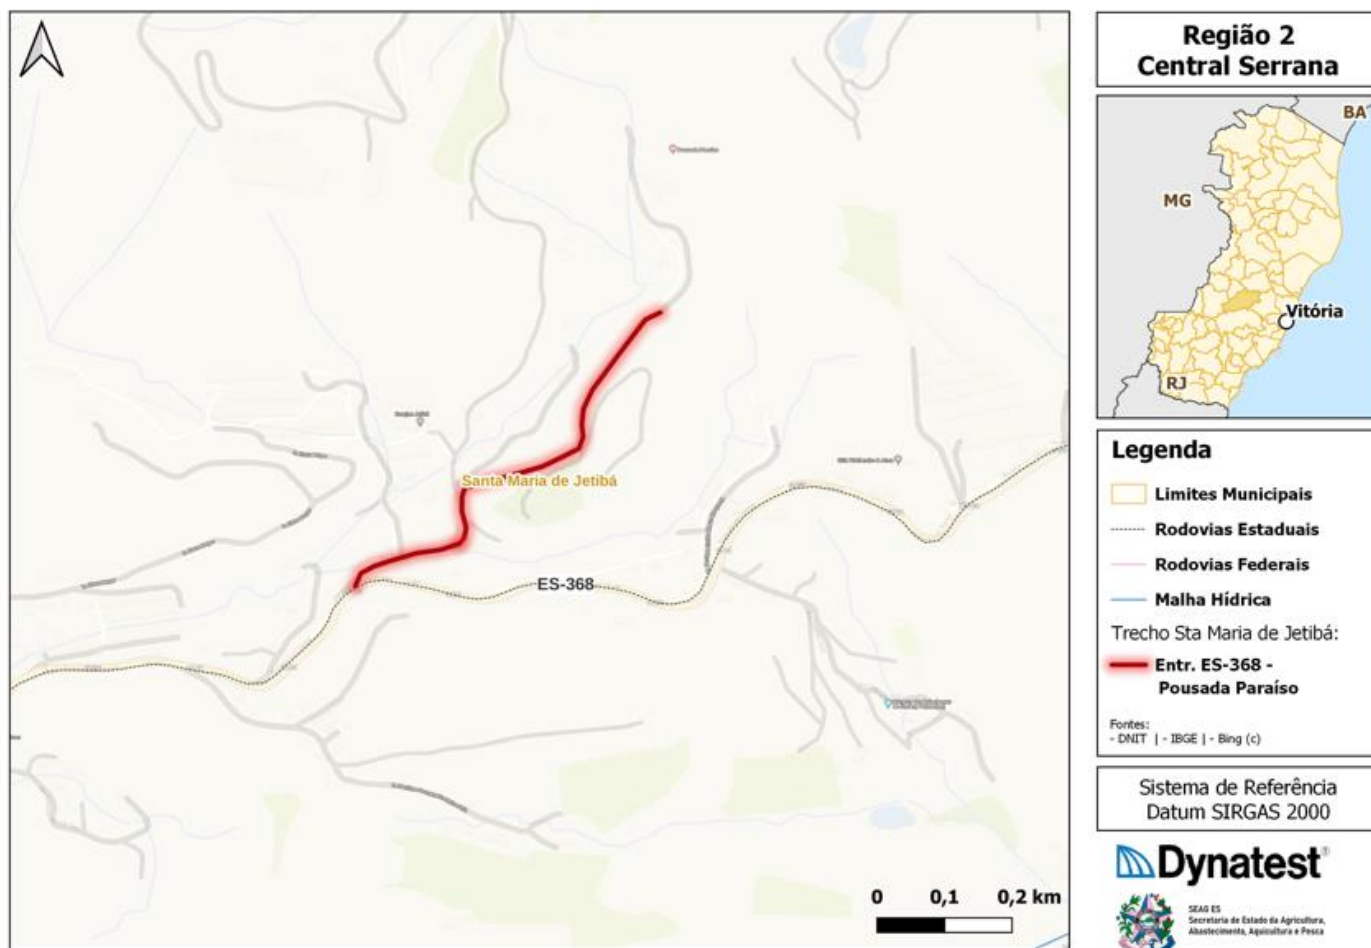 Santa Maria de Jetibá
ES-368
0 0,1 0,2 km
Região 2
Central Serrana
BA
MG
Vitória
RJ
Legenda
Limites Municipais
Rodovias Estaduais
Rodovias Federais
Malha Hídrica
Trecho Sta Maria de Jetibá:
Entr. ES-368 -
Pousada Paraíso
Fontes:
- DNIT | - IBGE | - Bing (c)
Sistema de Referência
Datum SIRGAS 2000
Dynatest®
SEAG ES
Secretaria de Estado da Agricultura,
Abastecimento, Aquicultura e Pesca